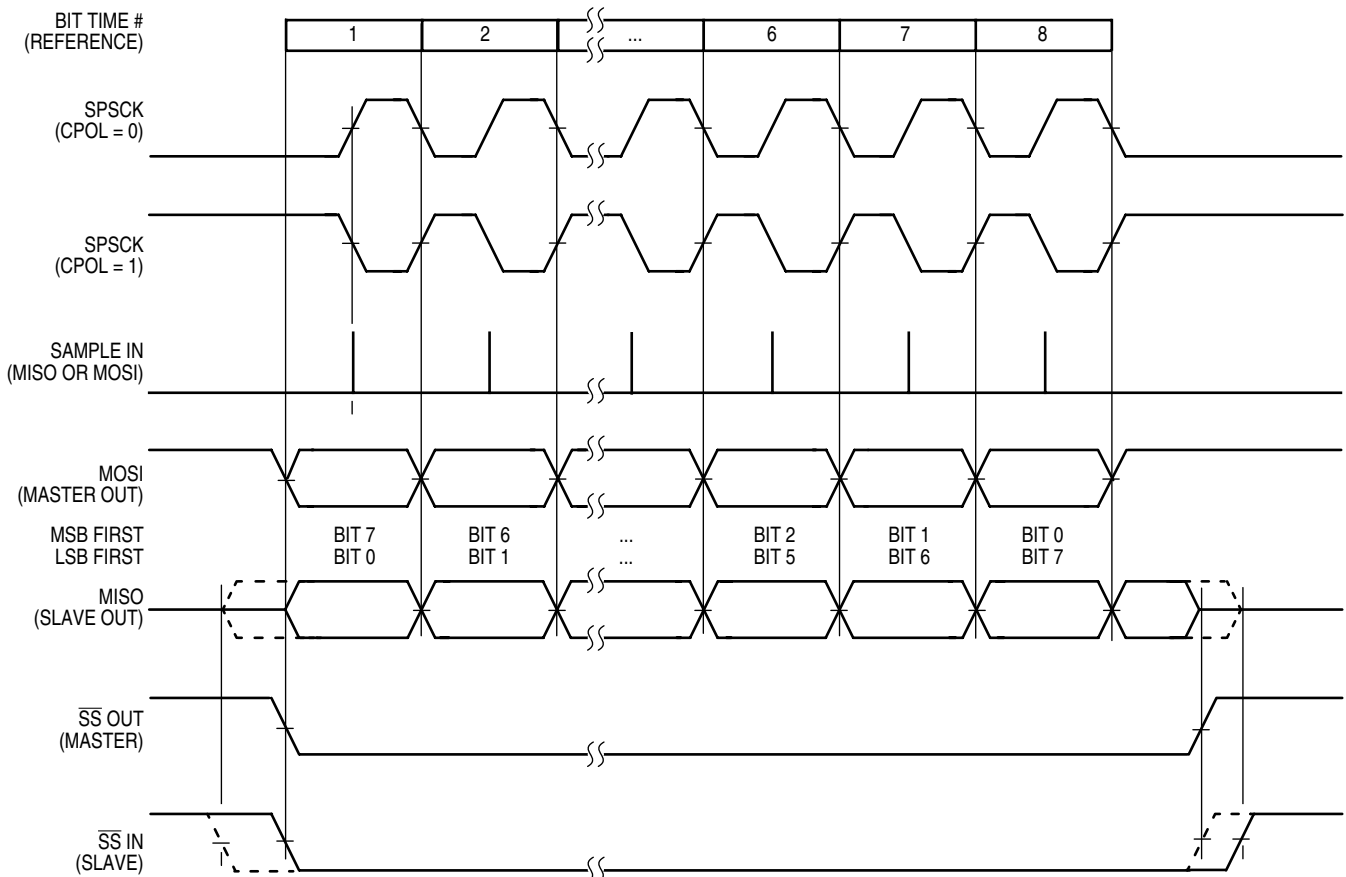 BIT TIME #
(REFERENCE)
1 2 ... 6 7 8
SPSCK
(CPOL = 0)
SPSCK
(CPOL = 1)
SAMPLE IN
(MISO OR MOSI)
MOSI
(MASTER OUT)
MSB FIRST BIT 7 BIT 6 ... BIT 2 BIT 1 BIT 0
LSB FIRST BIT 0 BIT 1 ... BIT 5 BIT 6 BIT 7
MISO
(SLAVE OUT)
S̅S̅ OUT
(MASTER)
S̅S̅ IN
(SLAVE)